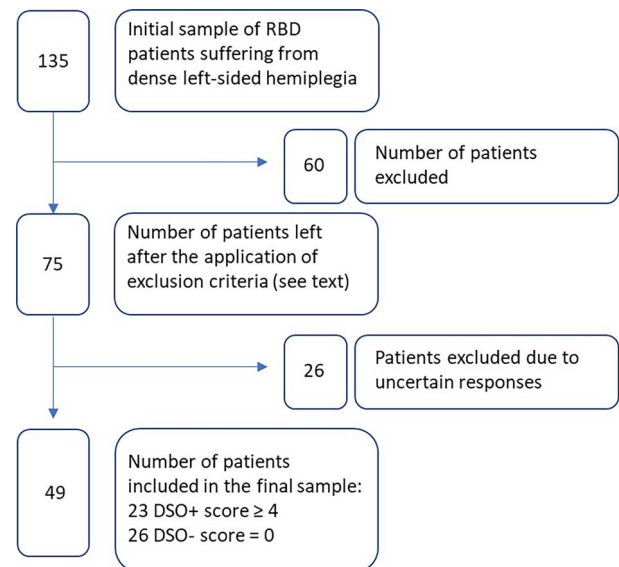 135
Initial sample of RBD
patients suffering from
dense left-sided hemiplegia
60
Number of patients
excluded
75
Number of patients left
after the application of
exclusion criteria (see text)
26
Patients excluded due to
uncertain responses
49
Number of patients
included in the final sample:
23 DSO+ score ≥ 4
26 DSO- score = 0